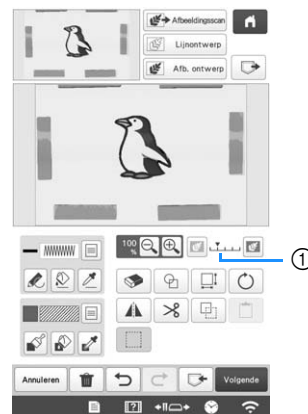 Afbeeldingsscan
Lijnontwerp
Afb. ontwerp
100
%
①
Annuleren
Volgende